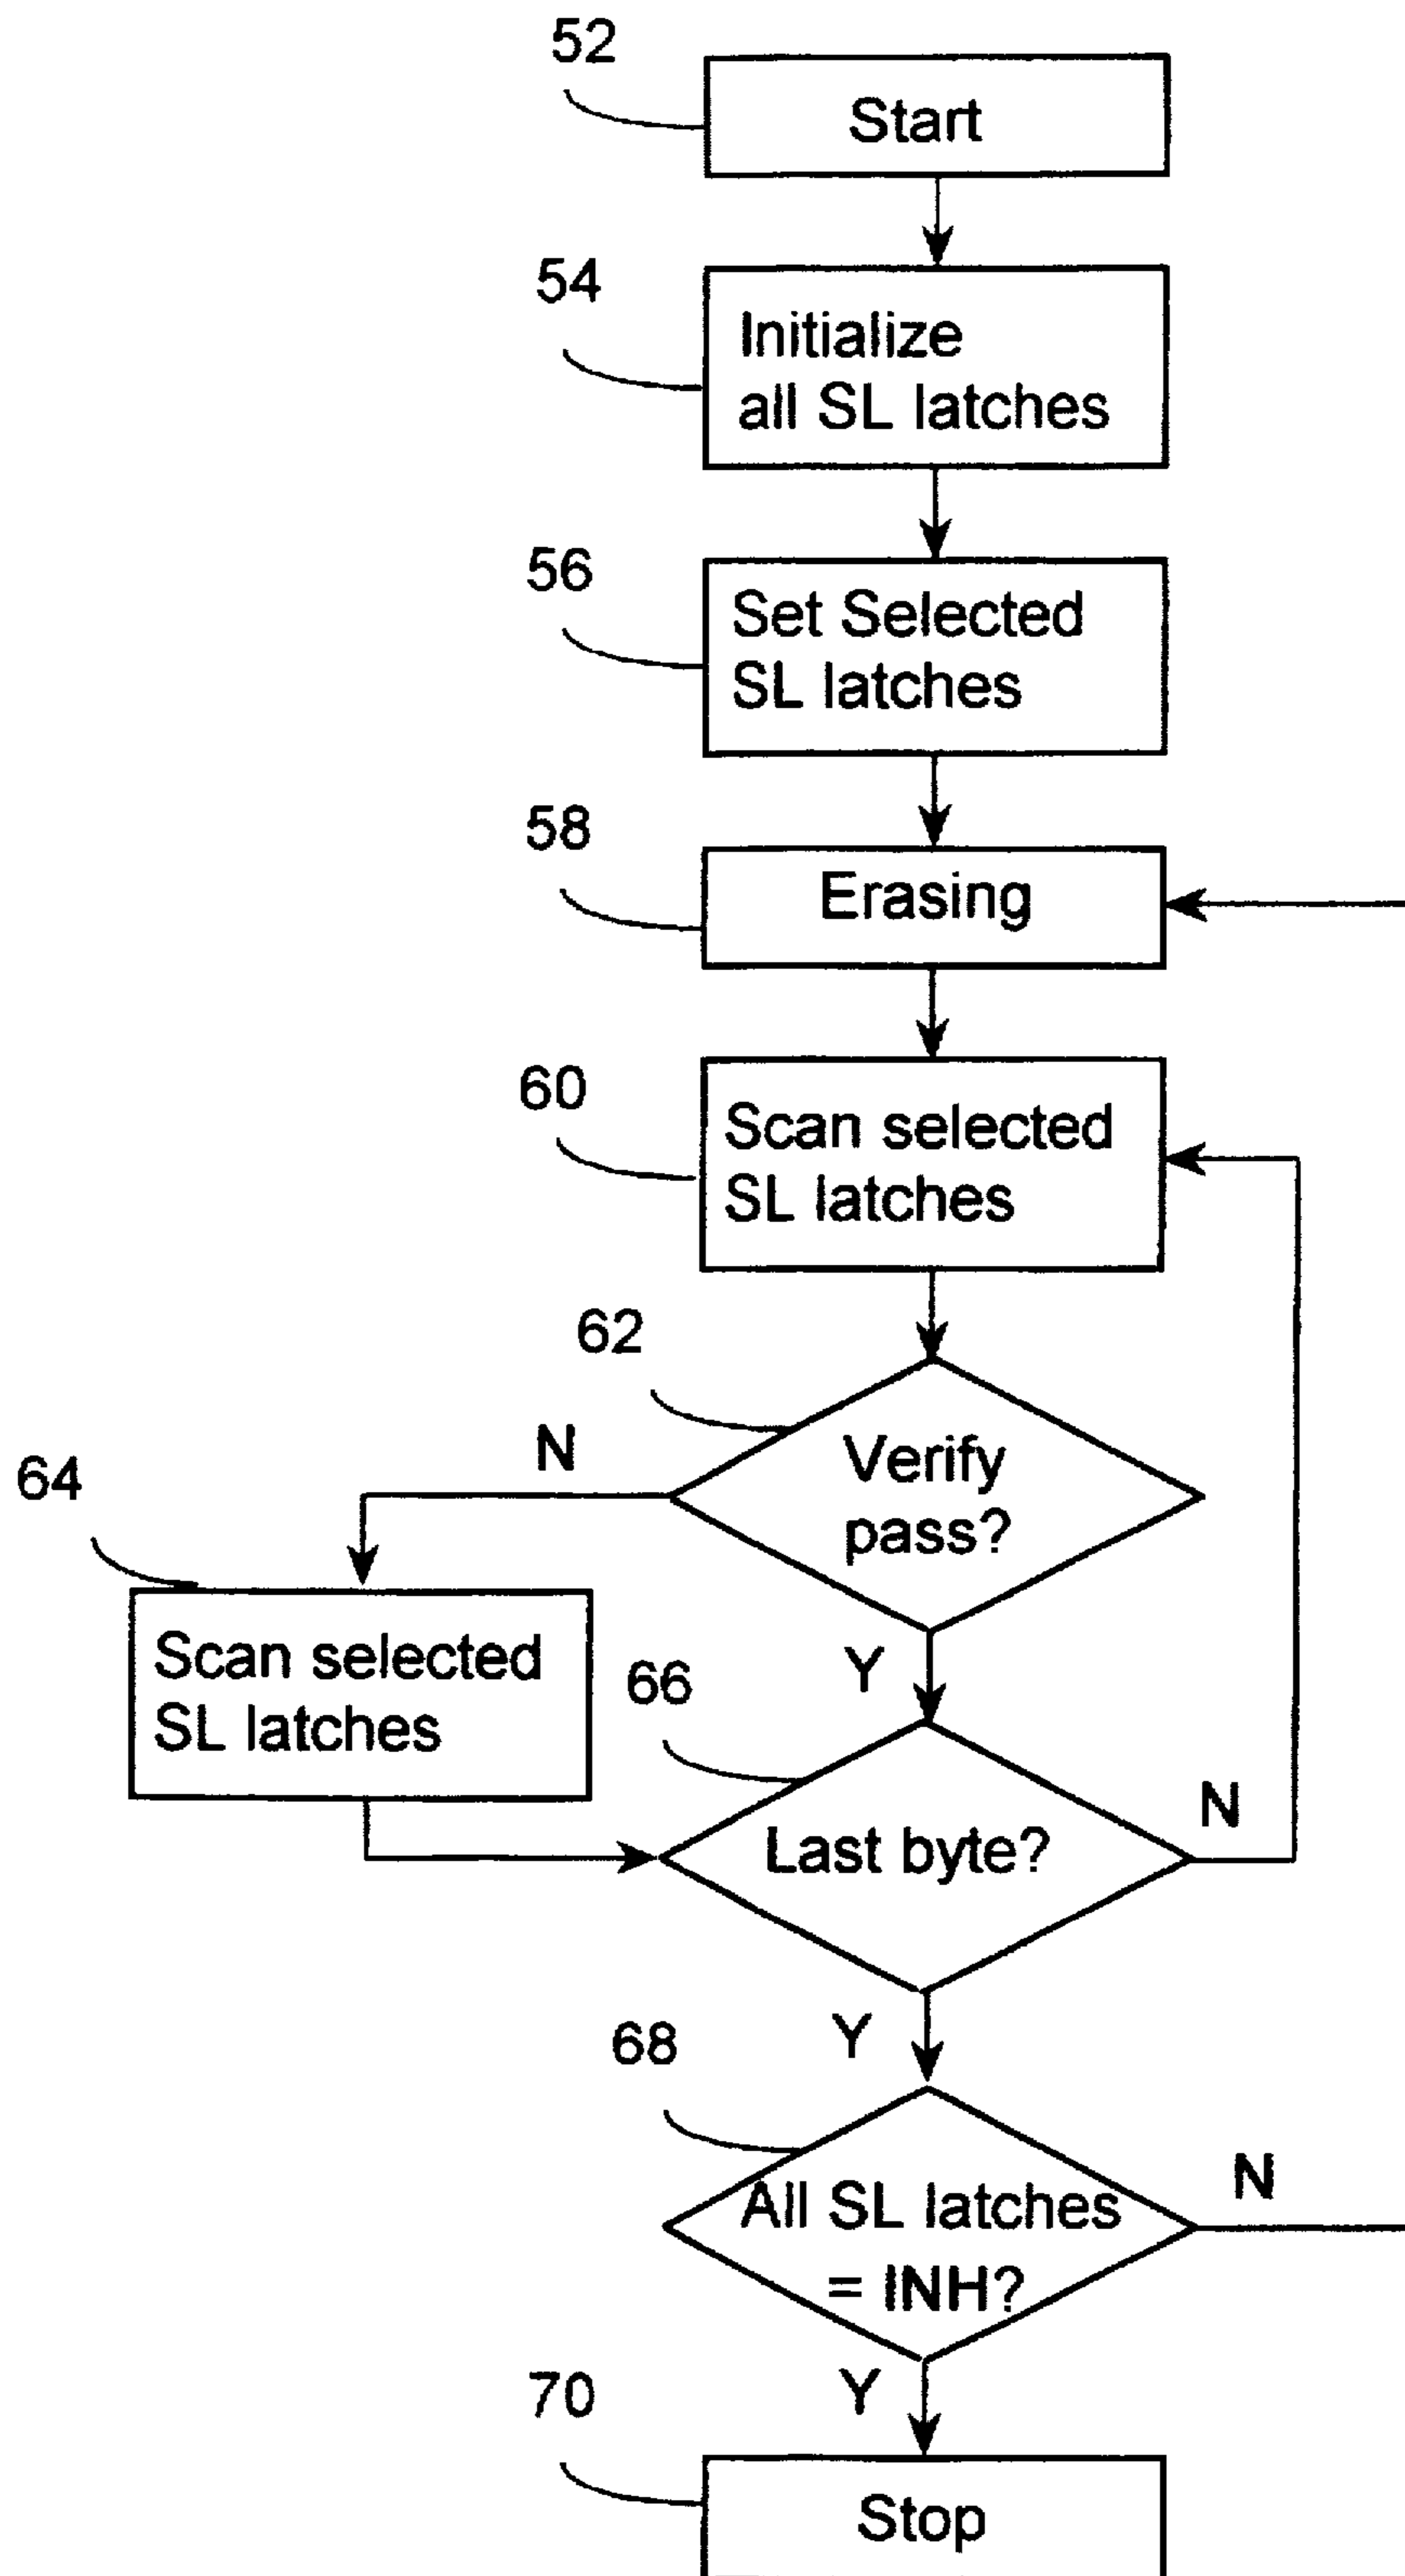 52
Start
54
Initialize
all SL latches
56
Set Selected
SL latches
58
Erasing
60
Scan selected
SL latches
62
N
Verify
pass?
64
Y
Scan selected
SL latches
66
N
Last byte?
Y
68
N
All SL latches
= INH?
Y
70
Stop